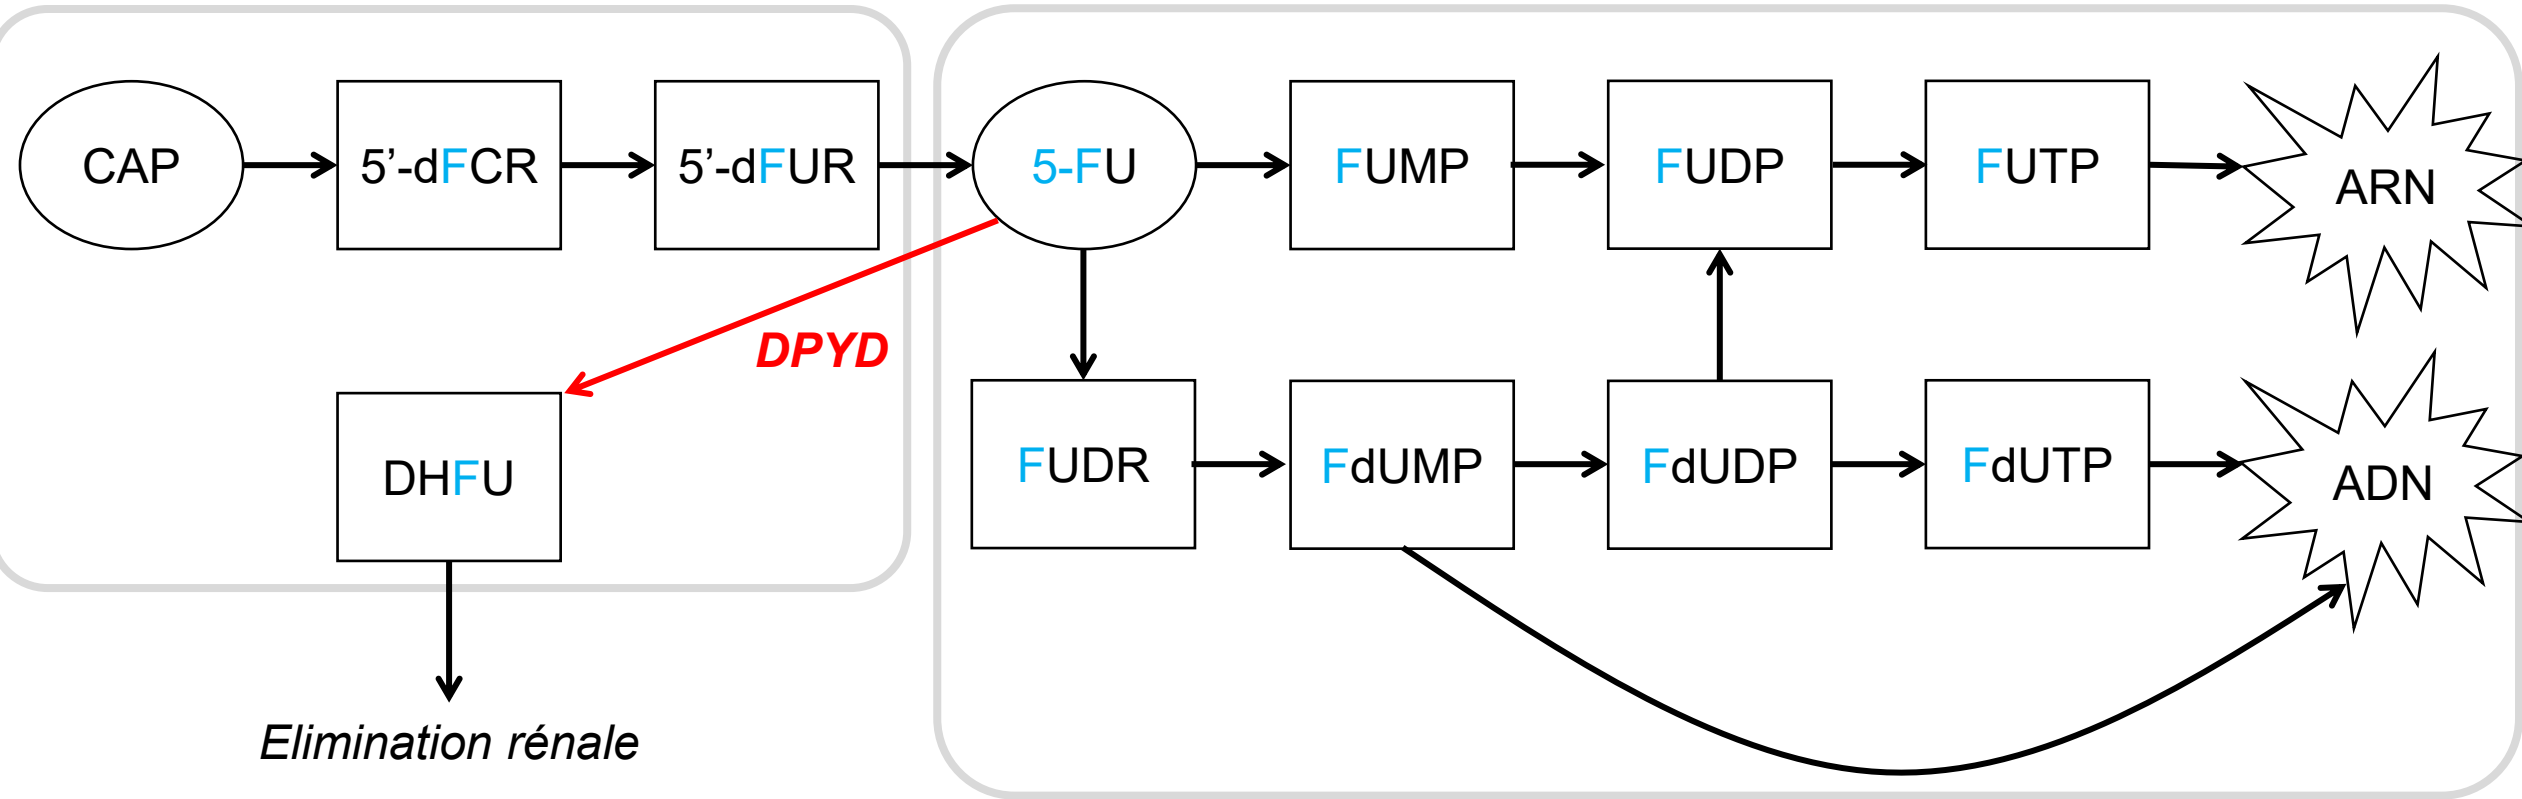 CAP
5’-dFCR
5’-dFUR
5-FU
FUMP
FUDP
FUTP
ARN
DPYD
DHFU
FUDR
FdUMP
FdUDP
FdUTP
ADN
Elimination rénale